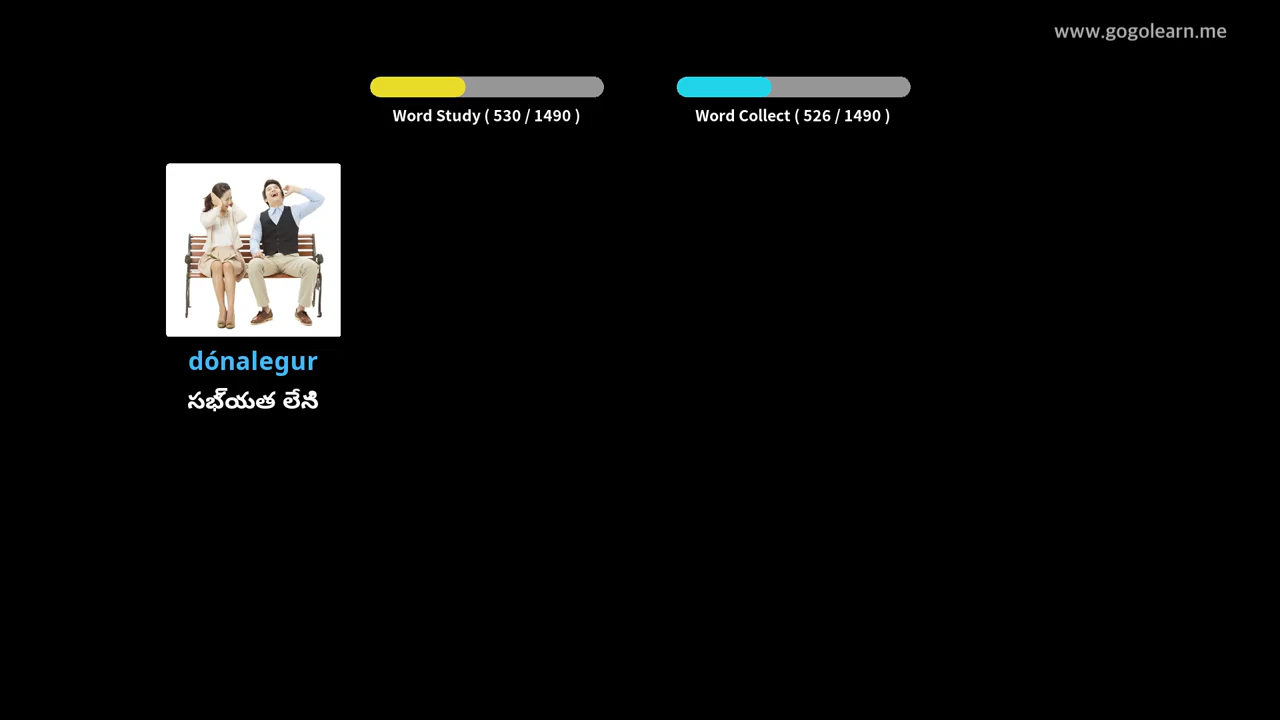 www.gogolearn.me
Word Study ( 530 / 1490 )
Word Collect ( 526 / 1490 )
dónalegur
సభ్యత లేని